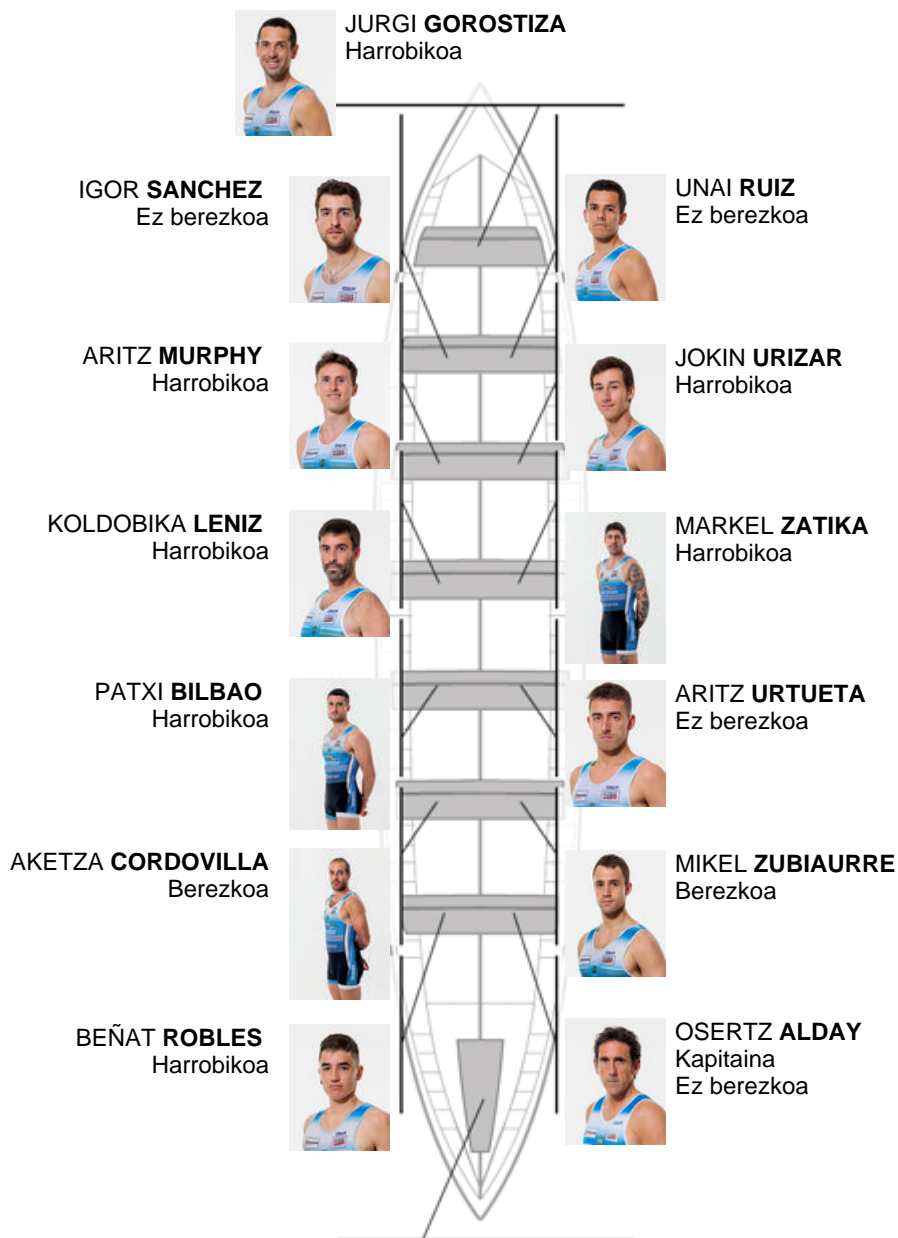 JURGI GOROSTIZA
Harrobikoa
IGOR SANCHEZ
Ez berezkoa
UNAI RUIZ
Ez berezkoa
ARITZ MURPHY
Harrobikoa
JOKIN URIZAR
Harrobikoa
KOLDOBIKA LENIZ
Harrobikoa
MARKEL ZATIKA
Harrobikoa
PATXI BILBAO
Harrobikoa
ARITZ URTUETA
Ez berezkoa
AKETZA CORDOVILLA
Berezkoa
MIKEL ZUBIAURRE
Berezkoa
BEÑAT ROBLES
Harrobikoa
OSERTZ ALDAY
Kapitaina
Ez berezkoa